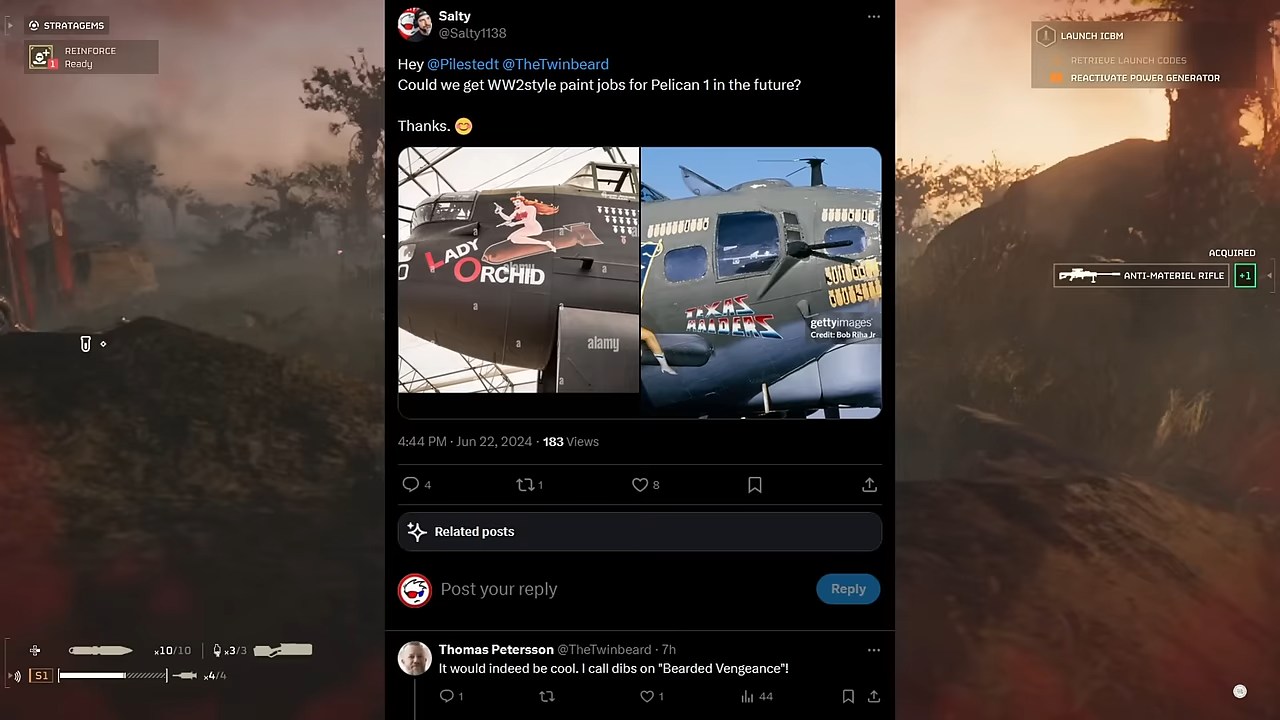 STRATAGEMS
REINFORCE
Ready
1
Salty
@Salty1138
Hey @Pilestedt @TheTwinbeard
Could we get WW2style paint jobs for Pelican 1 in the future?
Thanks. 😊
LADY
ORCHID
alamy
a
a
a
a
a
a
a
TEXAS
RAIDERS
gettyimages
Credit: Bob Riha Jr
4:44 PM · Jun 22, 2024 · 183 Views
4
1
8
Related posts
Post your reply
Reply
Thomas Petersson @TheTwinbeard · 7h
It would indeed be cool. I call dibs on "Bearded Vengeance"!
1
1
44
LAUNCH ICBM
RETRIEVE LAUNCH CODES
REACTIVATE POWER GENERATOR
ACQUIRED
ANTI-MATERIEL RIFLE +1
x10/10
x3/3
S1
x4/4